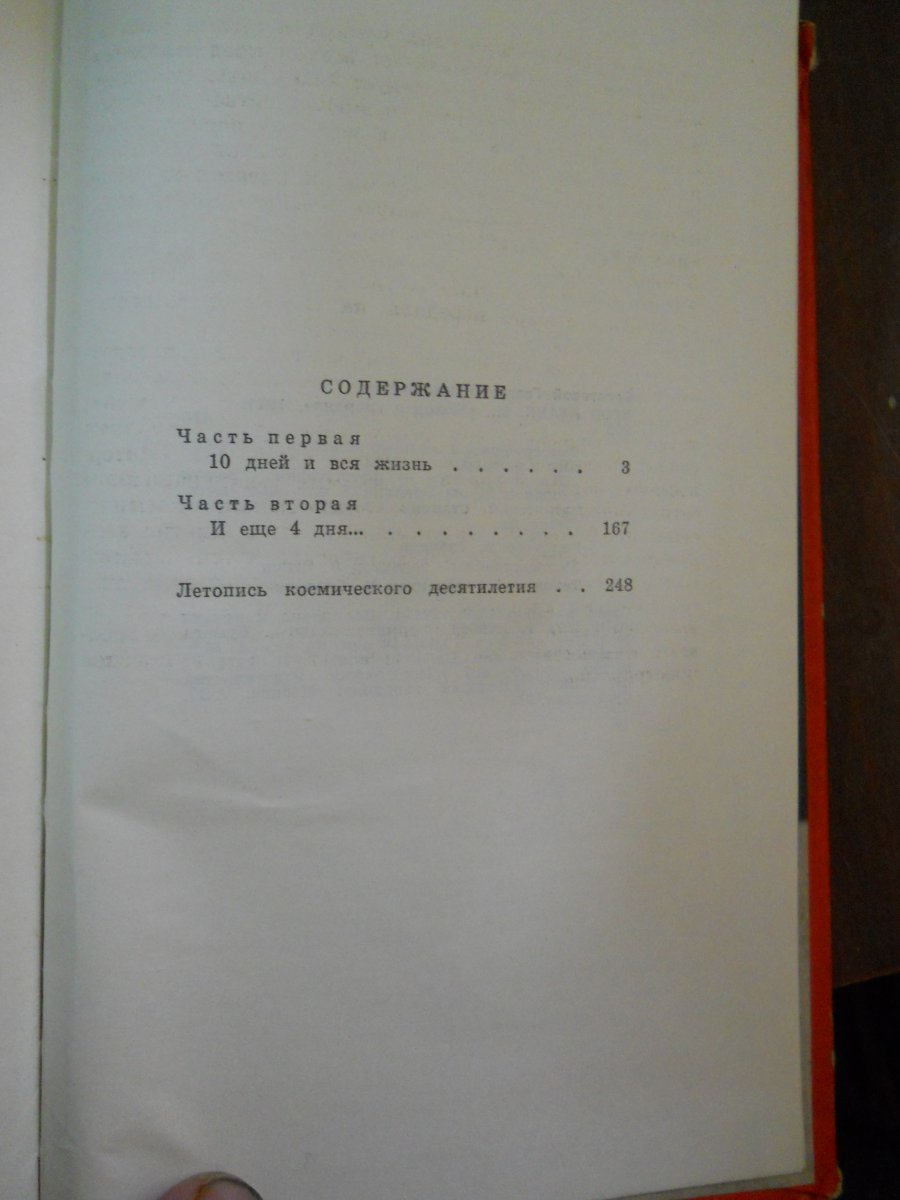 СОДЕРЖАНИЕ
Часть первая
10 дней и вся жизнь . . . . . . 3
Часть вторая
И еще 4 дня... . . . . . . . . . 167
Летопись космического десятилетия . . 248